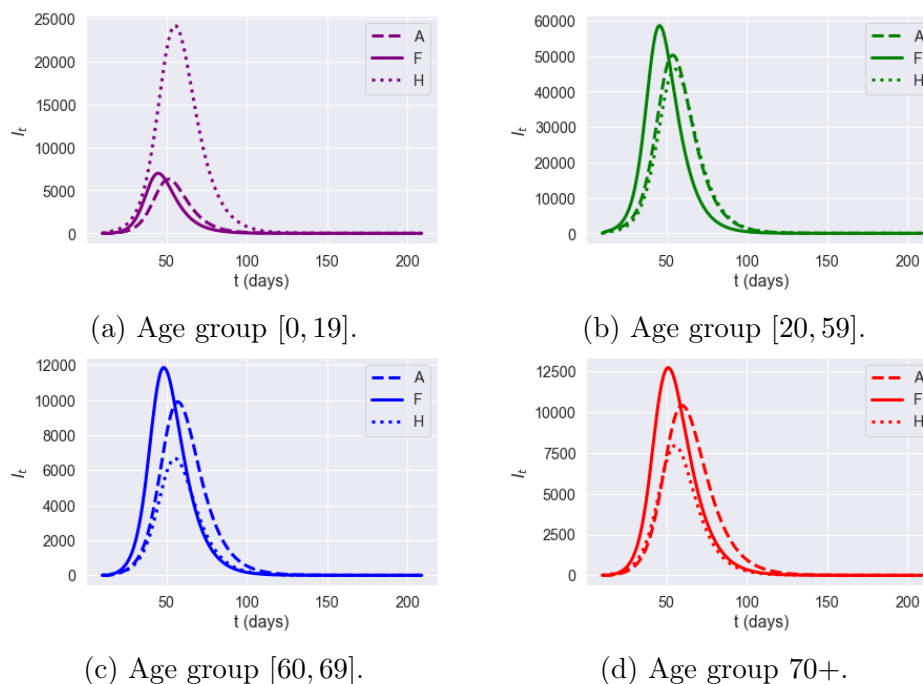 25000
20000
15000
10000
5000
0
I_t
50 100 150 200
t (days)
A
F
H
(a) Age group [0, 19].
60000
50000
40000
30000
20000
10000
0
I_t
50 100 150 200
t (days)
A
F
H
(b) Age group [20, 59].
12000
10000
8000
6000
4000
2000
0
I_t
50 100 150 200
t (days)
A
F
H
(c) Age group [60, 69].
12500
10000
7500
5000
2500
0
I_t
50 100 150 200
t (days)
A
F
H
(d) Age group 70+.